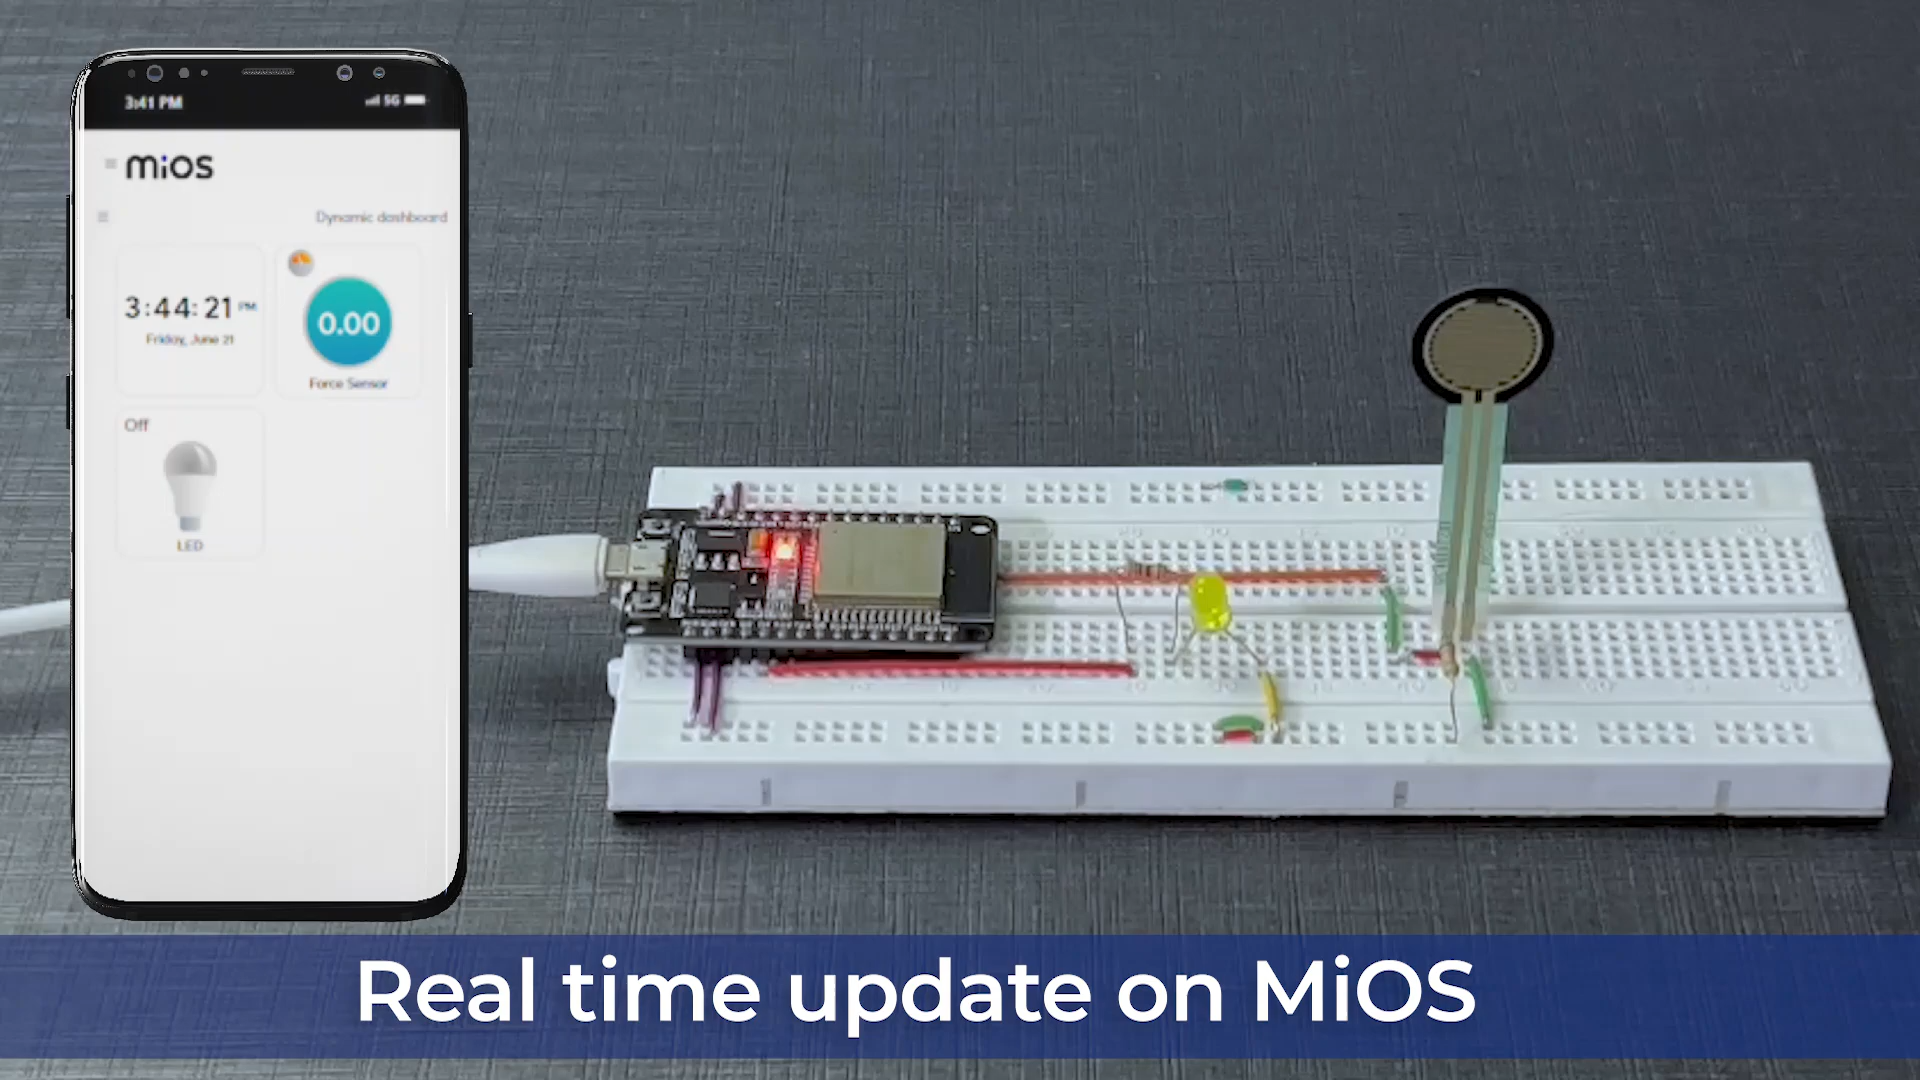 3:41 PM
5G
miOS
Dynamic dashboard
3:44:21 PM
Friday, June 21
0.00
Force Sensor
Off
LED
Real time update on MiOS